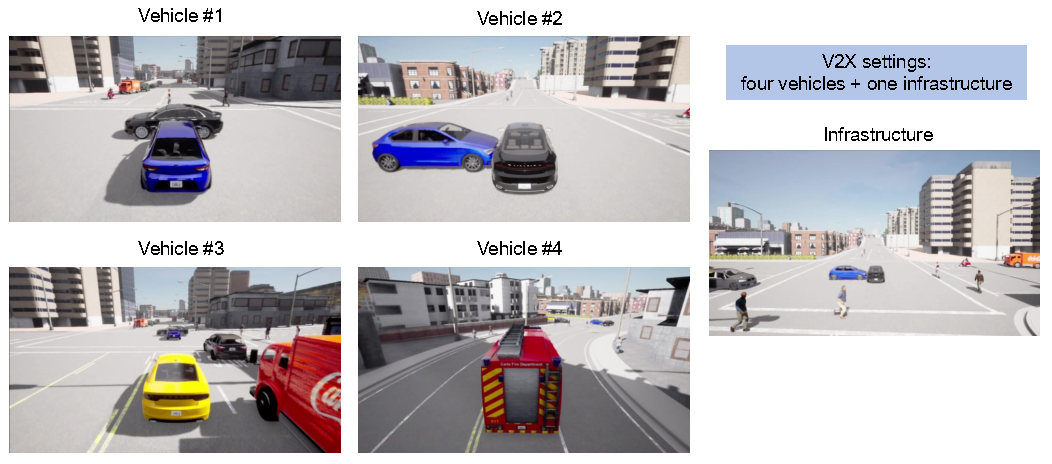 Vehicle #1
Vehicle #2
V2X settings:
four vehicles + one infrastructure
Infrastructure
Vehicle #3
Vehicle #4